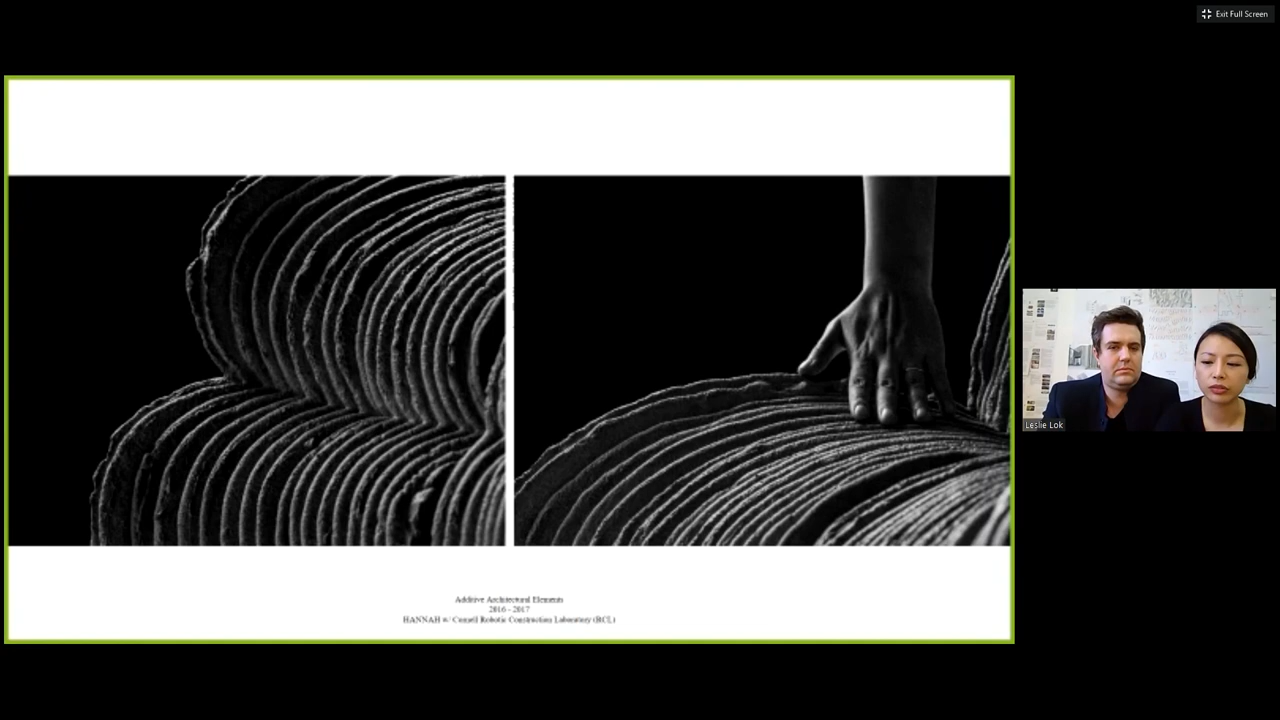 Exit Full Screen
Leslie Lok
Additive Architectural Elements
2016 - 2017
HANNAH w/ Cornell Robotic Construction Laboratory (RCL)